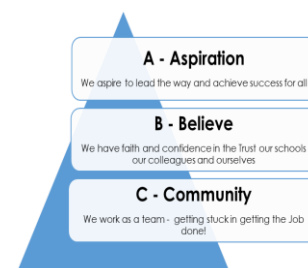 A - Aspiration
We aspire to lead the way and achieve success for all
B - Believe
We have faith and confidence in the Trust our schools
our colleagues and ourselves
C - Community
We work as a team - getting stuck in getting the Job
done!